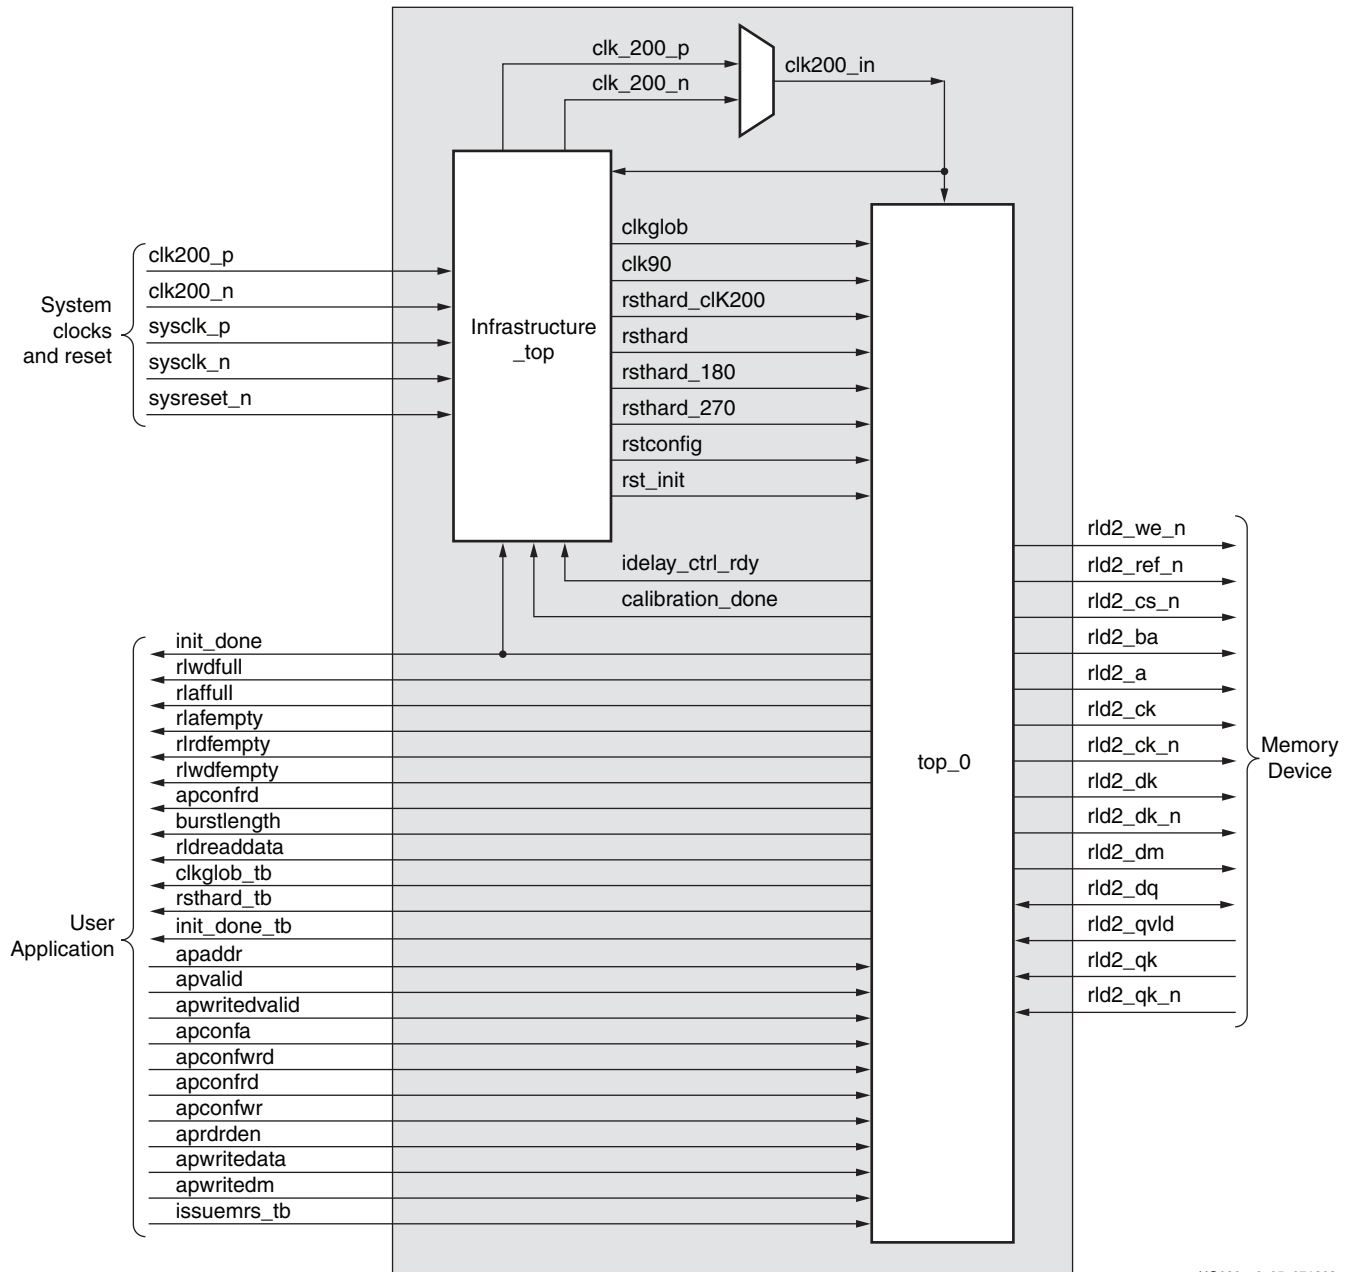 clk_200_p
clk_200_n
clk200_in
clkglob
clk90
rsthard_clK200
rsthard
rsthard_180
rsthard_270
rstconfig
rst_init
Infrastructure
_top
System
clocks
and reset
clk200_p
clk200_n
sysclk_p
sysclk_n
sysreset_n
idelay_ctrl_rdy
calibration_done
top_0
User
Application
init_done
rlwdfull
rlaffull
rlafempty
rlrdfempty
rlwdfempty
apconfrd
burstlength
rldreaddata
clkglob_tb
rsthard_tb
init_done_tb
apaddr
apvalid
apwritedvalid
apconfa
apconfwrd
apconfrd
apconfwr
aprdrden
apwritedata
apwritedm
issuemrs_tb
rld2_we_n
rld2_ref_n
rld2_cs_n
rld2_ba
rld2_a
rld2_ck
rld2_ck_n
rld2_dk
rld2_dk_n
rld2_dm
rld2_dq
rld2_qvld
rld2_qk
rld2_qk_n
Memory
Device